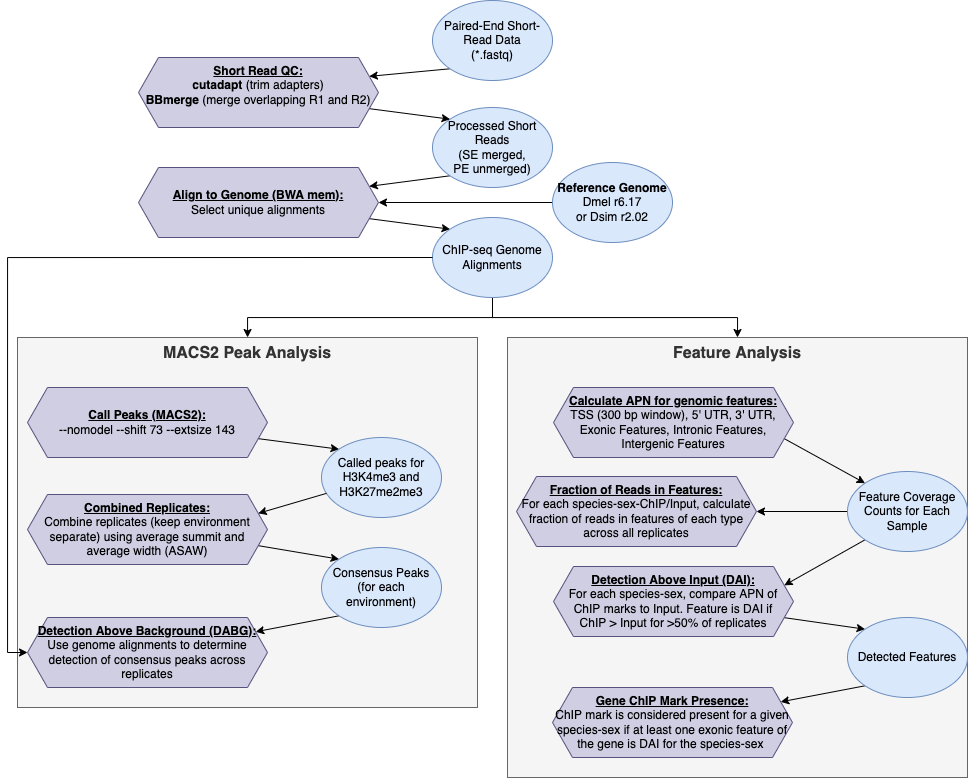 Paired-End Short-
Read Data
(*.fastq)
Short Read QC:
cutadapt (trim adapters)
BBmerge (merge overlapping R1 and R2)
Processed Short
Reads
(SE merged,
PE unmerged)
Align to Genome (BWA mem):
Select unique alignments
Reference Genome
Dmel r6.17
or Dsim r2.02
ChIP-seq Genome
Alignments
MACS2 Peak Analysis
Call Peaks (MACS2):
--nomodel --shift 73 --extsize 143
Called peaks for
H3K4me3 and
H3K27me2me3
Combined Replicates:
Combine replicates (keep environment
separate) using average summit and
average width (ASAW)
Consensus Peaks
(for each
environment)
Detection Above Background (DABG):
Use genome alignments to determine
detection of consensus peaks across
replicates
Feature Analysis
Calculate APN for genomic features:
TSS (300 bp window), 5' UTR, 3' UTR,
Exonic Features, Intronic Features,
Intergenic Features
Feature Coverage
Counts for Each
Sample
Fraction of Reads in Features:
For each species-sex-ChIP/Input, calculate
fraction of reads in features of each type
across all replicates
Detection Above Input (DAI):
For each species-sex, compare APN of
ChIP marks to Input. Feature is DAI if
ChIP > Input for >50% of replicates
Detected Features
Gene ChIP Mark Presence:
ChIP mark is considered present for a given
species-sex if at least one exonic feature of
the gene is DAI for the species-sex